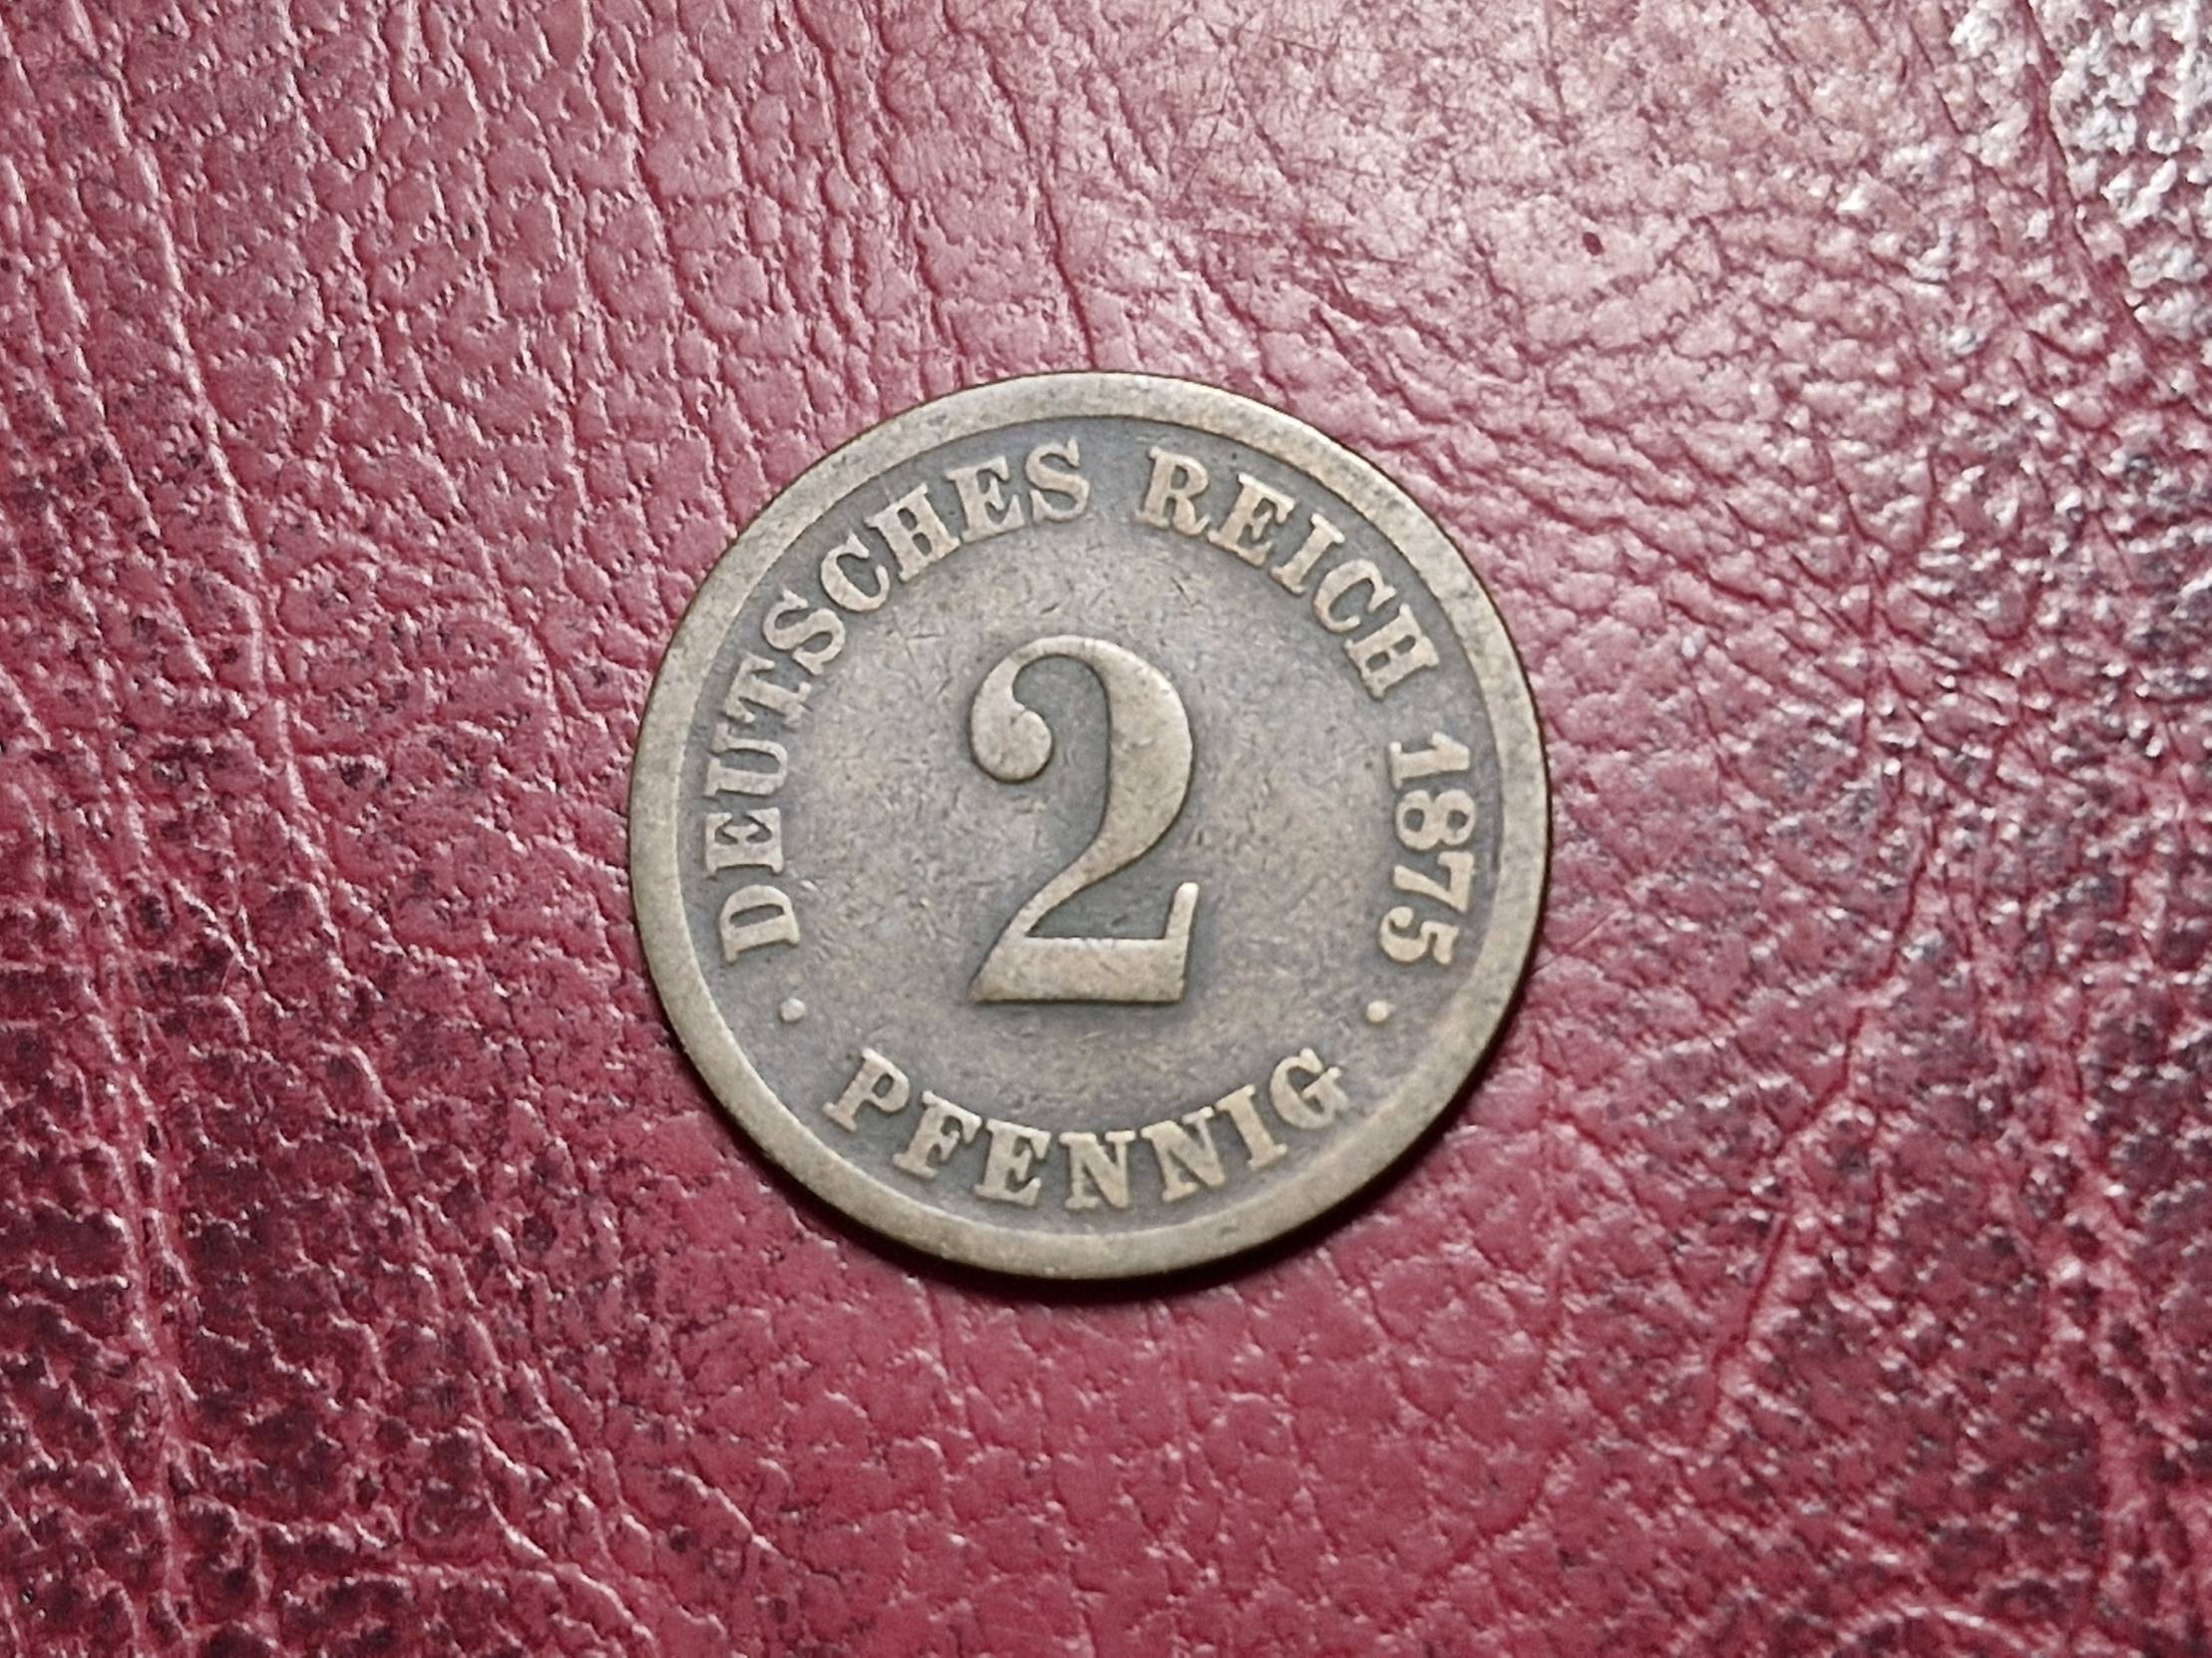 DEUTSCHES REICH 1875
2
· PFENNIG ·